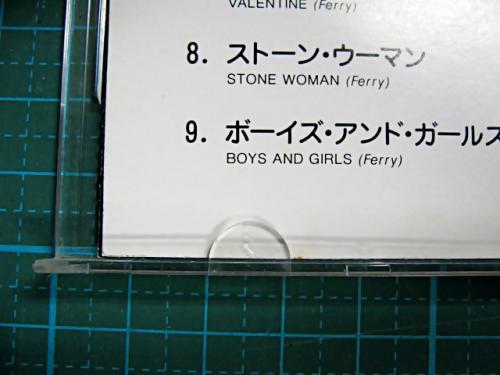 VALENTINE (Ferry)
8. ストーン・ウーマン
STONE WOMAN (Ferry)
9. ボーイズ・アンド・ガールズ
BOYS AND GIRLS (Ferry)